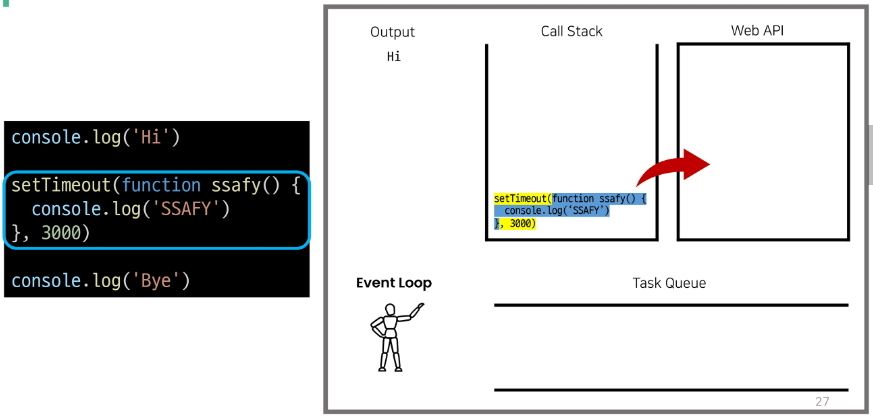 console.log('Hi')
setTimeout(function ssafy() {
  console.log('SSAFY')
}, 3000)
console.log('Bye')
Output
Hi
Call Stack
setTimeout(function ssafy() {
  console.log('SSAFY')
}, 3000)
Web API
Event Loop
Task Queue
27